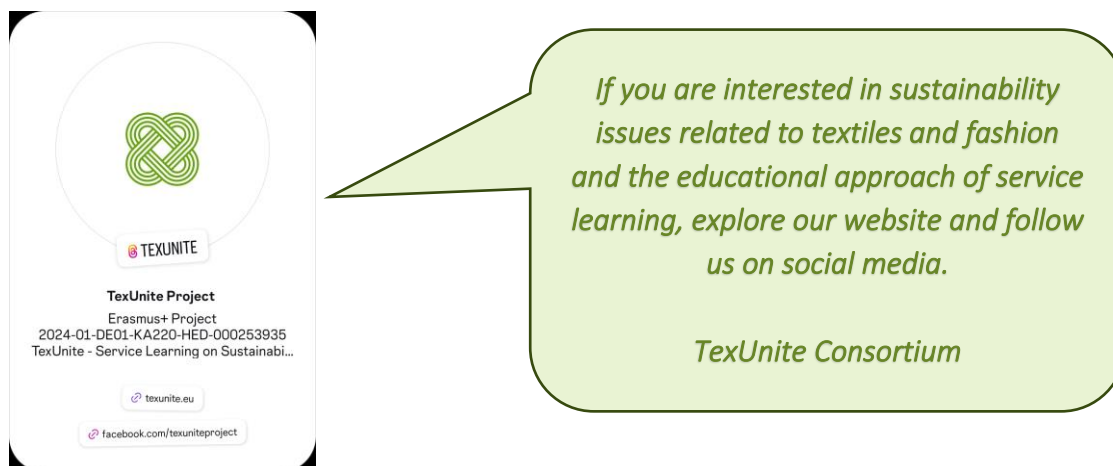 TEXUNITE
TexUnite Project
Erasmus+ Project
2024-01-DE01-KA220-HED-000253935
TexUnite - Service Learning on Sustainabi...
texunite.eu
facebook.com/texuniteproject
If you are interested in sustainability
issues related to textiles and fashion
and the educational approach of service
learning, explore our website and follow
us on social media.
TexUnite Consortium